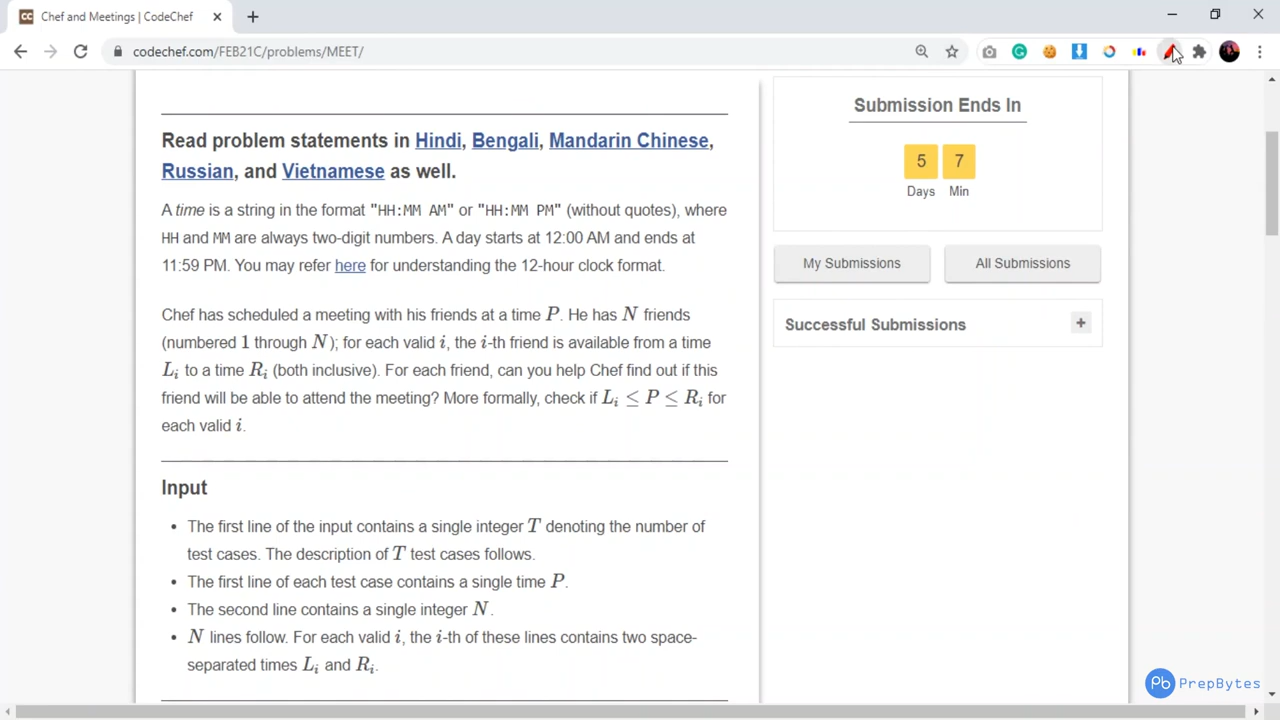 Chef and Meetings | CodeChef
codechef.com/FEB21C/problems/MEET/
Read problem statements in Hindi, Bengali, Mandarin Chinese,
Russian, and Vietnamese as well.
A time is a string in the format "HH:MM AM" or "HH:MM PM" (without quotes), where
HH and MM are always two-digit numbers. A day starts at 12:00 AM and ends at
11:59 PM. You may refer here for understanding the 12-hour clock format.
Chef has scheduled a meeting with his friends at a time P. He has N friends
(numbered 1 through N); for each valid i, the i-th friend is available from a time
Li to a time Ri (both inclusive). For each friend, can you help Chef find out if this
friend will be able to attend the meeting? More formally, check if Li ≤ P ≤ Ri for
each valid i.
Input
• The first line of the input contains a single integer T denoting the number of
test cases. The description of T test cases follows.
• The first line of each test case contains a single time P.
• The second line contains a single integer N.
• N lines follow. For each valid i, the i-th of these lines contains two space-
separated times Li and Ri.
Submission Ends In
5 7
Days Min
My Submissions All Submissions
Successful Submissions +
Pb PrepBytes